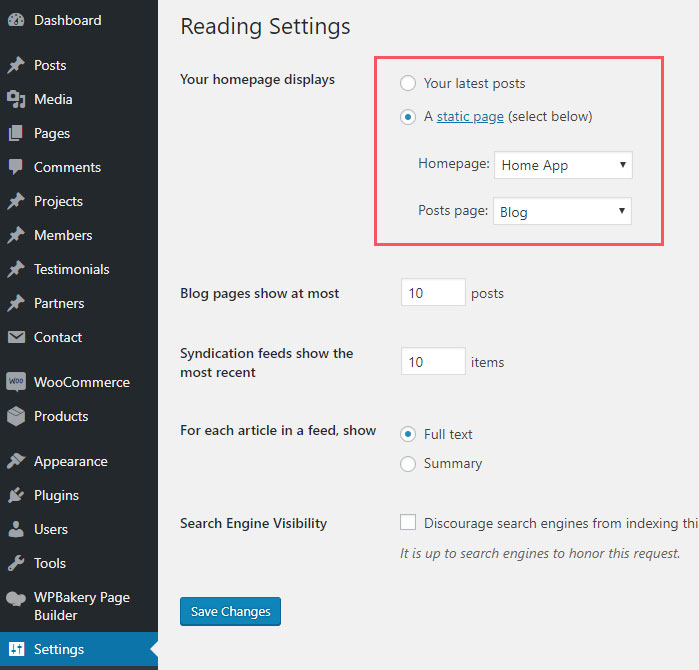 Dashboard
Posts
Media
Pages
Comments
Projects
Members
Testimonials
Partners
Contact
WOO WooCommerce
Products
Appearance
Plugins
Users
Tools
WPBakery Page
Builder
Settings
Reading Settings
Your homepage displays
Your latest posts
A static page (select below)
Homepage: Home App
Posts page: Blog
Blog pages show at most 10 posts
Syndication feeds show the
most recent
10 items
For each article in a feed, show
Full text
Summary
Search Engine Visibility
Discourse search engines from indexing thi
It is up to search engines to honor this request.
Save Changes